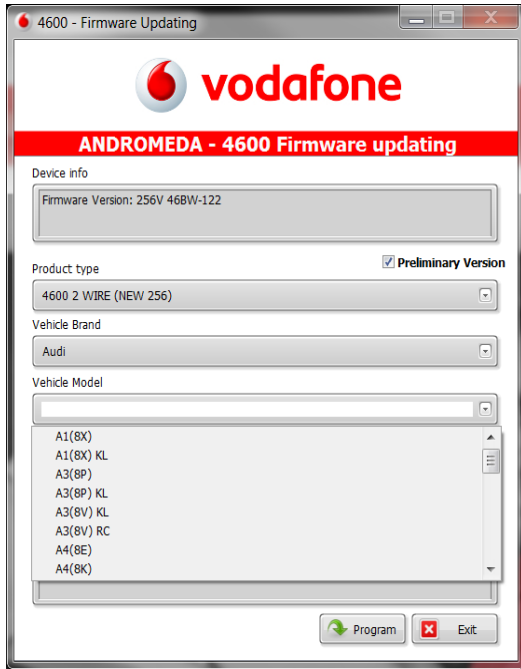 4600 - Firmware Updating
vodafone
ANDROMEDA - 4600 Firmware updating
Device info
Firmware Version: 256V 46BW-122
Product type
Preliminary Version
4600 2 WIRE (NEW 256)
Vehicle Brand
Audi
Vehicle Model
A1(8X)
A1(8X) KL
A3(8P)
A3(8P) KL
A3(8V) KL
A3(8V) RC
A4(8E)
A4(8K)
Program
Exit